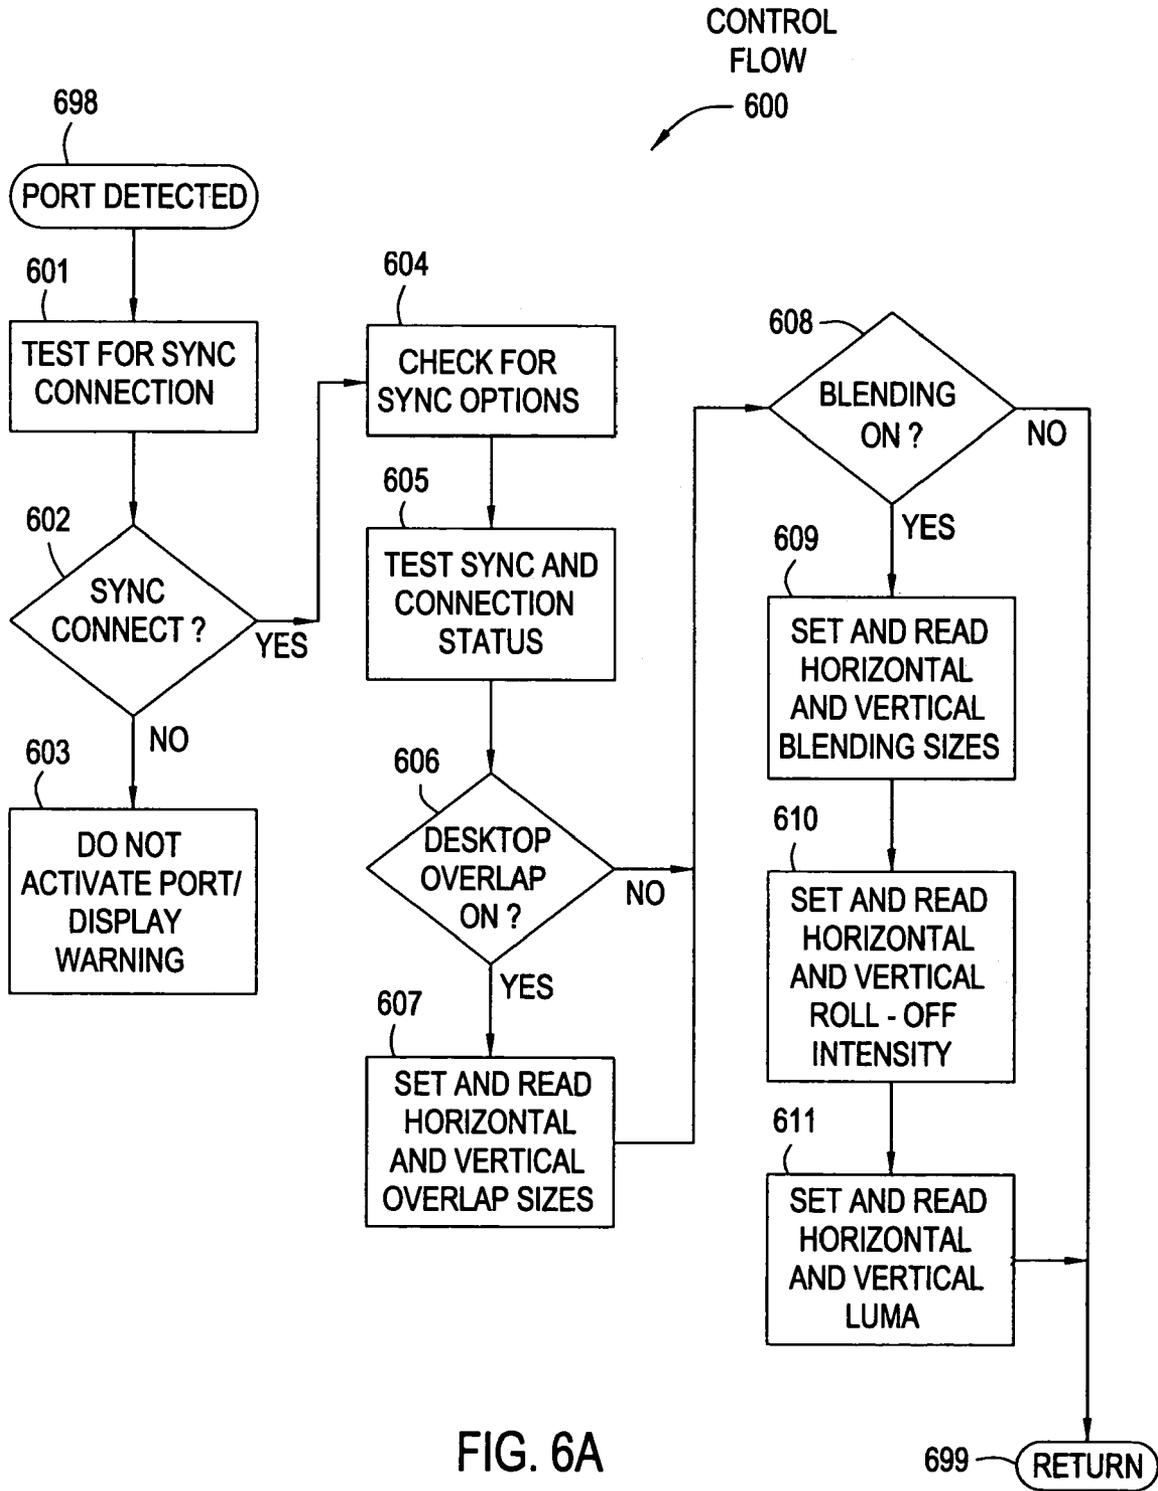 CONTROL
FLOW
600
698
PORT DETECTED
601
TEST FOR SYNC
CONNECTION
602
SYNC
CONNECT ?
YES
NO
603
DO NOT
ACTIVATE PORT/
DISPLAY
WARNING
604
CHECK FOR
SYNC OPTIONS
605
TEST SYNC AND
CONNECTION
STATUS
606
DESKTOP
OVERLAP
ON ?
NO
YES
607
SET AND READ
HORIZONTAL
AND VERTICAL
OVERLAP SIZES
608
BLENDING
ON ?
NO
YES
609
SET AND READ
HORIZONTAL
AND VERTICAL
BLENDING SIZES
610
SET AND READ
HORIZONTAL
AND VERTICAL
ROLL - OFF
INTENSITY
611
SET AND READ
HORIZONTAL
AND VERTICAL
LUMA
699
RETURN
FIG. 6A